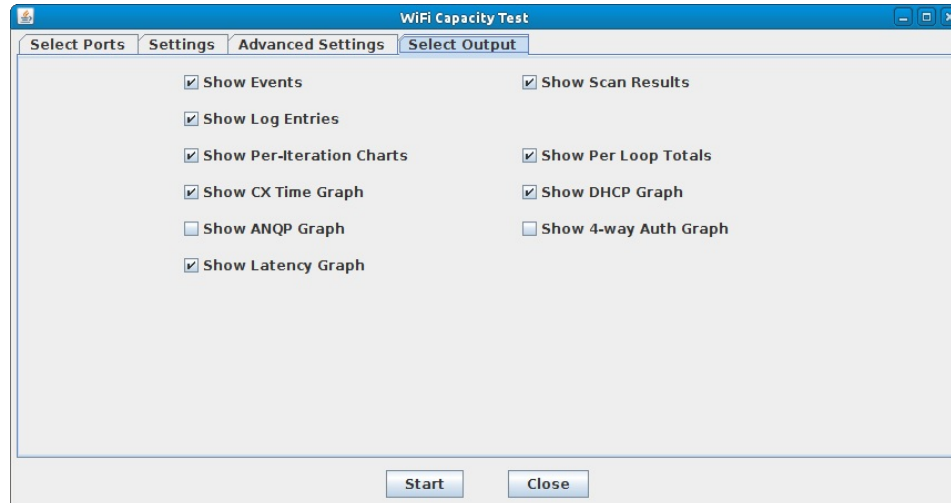 WiFi Capacity Test
Select Ports Settings Advanced Settings Select Output
Show Events Show Scan Results
Show Log Entries
Show Per-Iteration Charts Show Per Loop Totals
Show CX Time Graph Show DHCP Graph
Show ANQP Graph Show 4-way Auth Graph
Show Latency Graph
Start Close